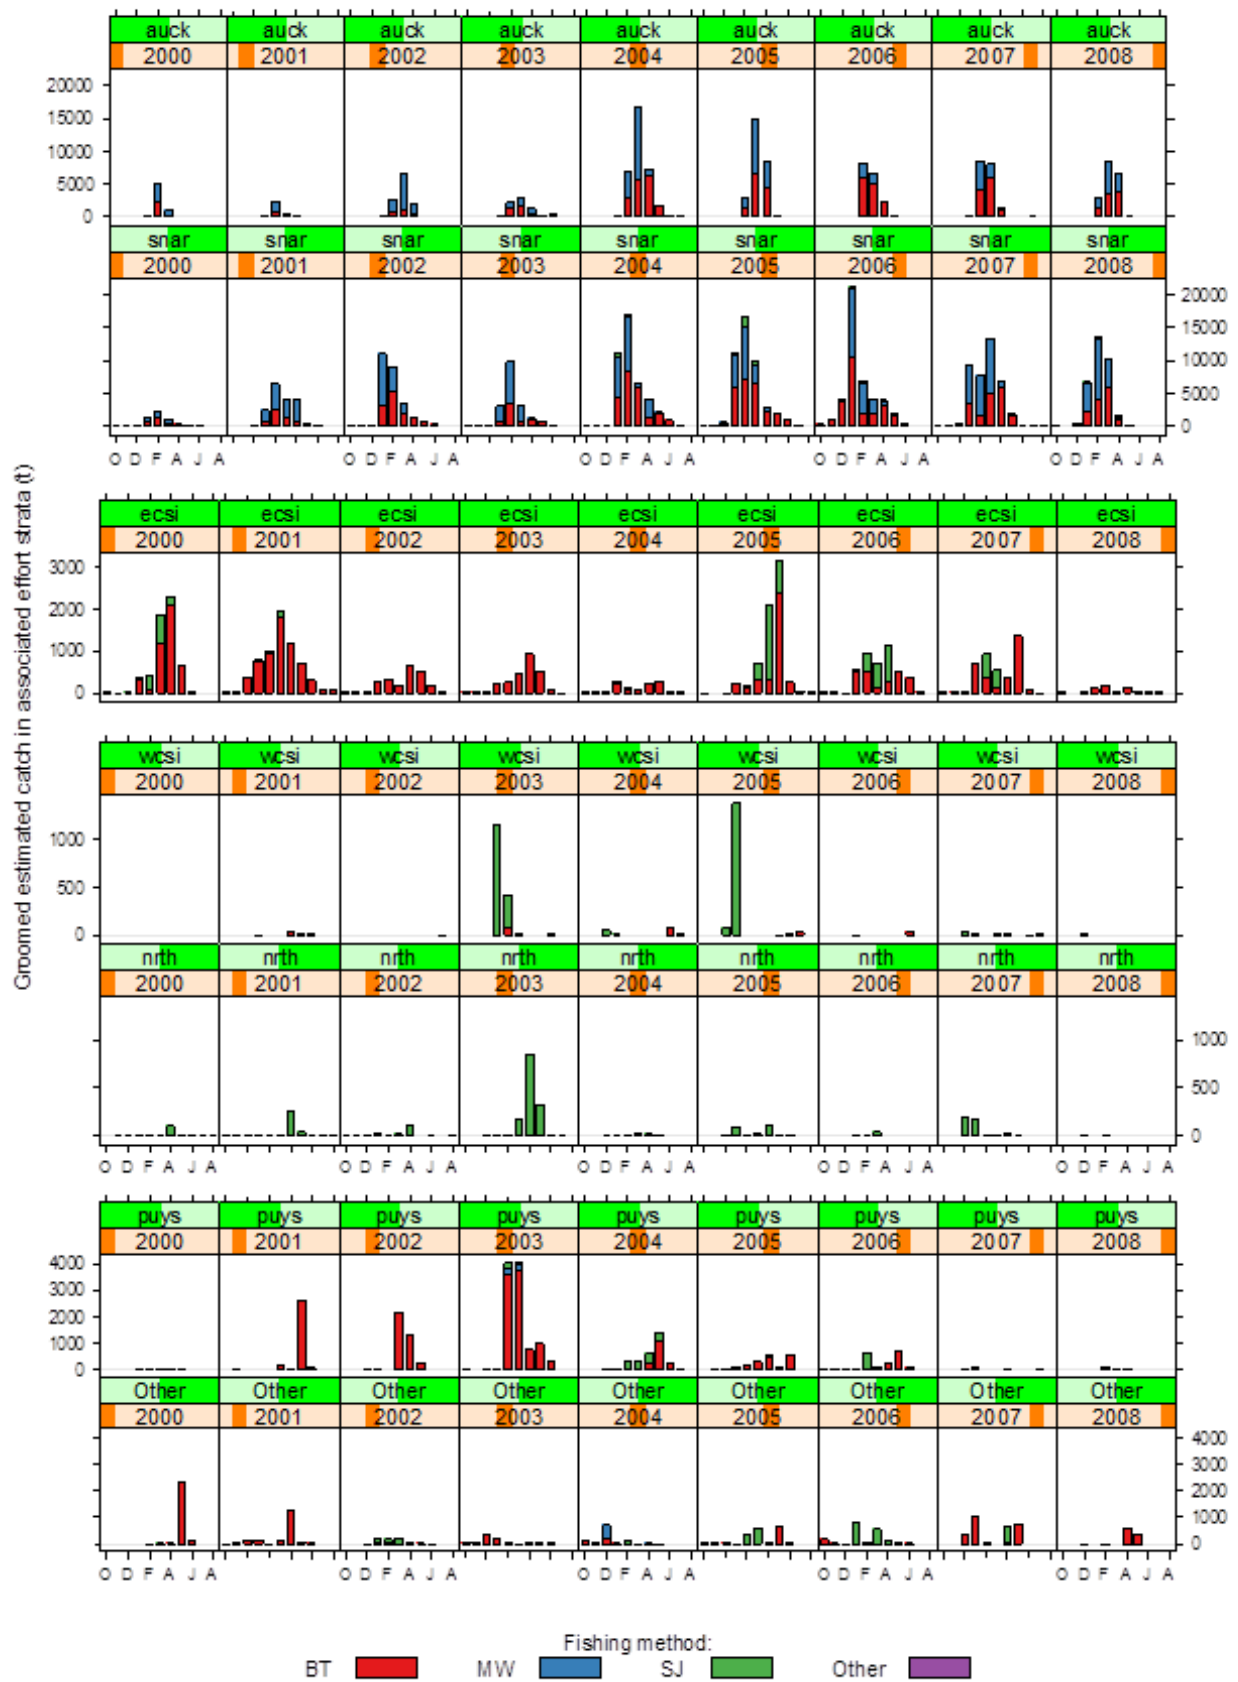 auck auck auck auck auck auck auck auck auck
2000 2001 2002 2003 2004 2005 2006 2007 2008
20000
15000
10000
5000
0
snar snar snar snar snar snar snar snar snar
2000 2001 2002 2003 2004 2005 2006 2007 2008
20000
15000
10000
5000
0
O D F A J A O D F A J A O D F A J A O D F A J A O D F A J A
Groomed estimated catch in associated effort strata (t)
ecsi ecsi ecsi ecsi ecsi ecsi ecsi ecsi ecsi
2000 2001 2002 2003 2004 2005 2006 2007 2008
3000
2000
1000
0
wcsi wcsi wcsi wcsi wcsi wcsi wcsi wcsi wcsi
2000 2001 2002 2003 2004 2005 2006 2007 2008
1000
500
0
nrth nrth nrth nrth nrth nrth nrth nrth nrth
2000 2001 2002 2003 2004 2005 2006 2007 2008
1000
500
0
O D F A J A O D F A J A O D F A J A O D F A J A O D F A J A
puys puys puys puys puys puys puys puys puys
2000 2001 2002 2003 2004 2005 2006 2007 2008
4000
3000
2000
1000
0
Other Other Other Other Other Other Other Other Other
2000 2001 2002 2003 2004 2005 2006 2007 2008
4000
3000
2000
1000
0
O D F A J A O D F A J A O D F A J A O D F A J A O D F A J A
Fishing method:
BT MW SJ Other